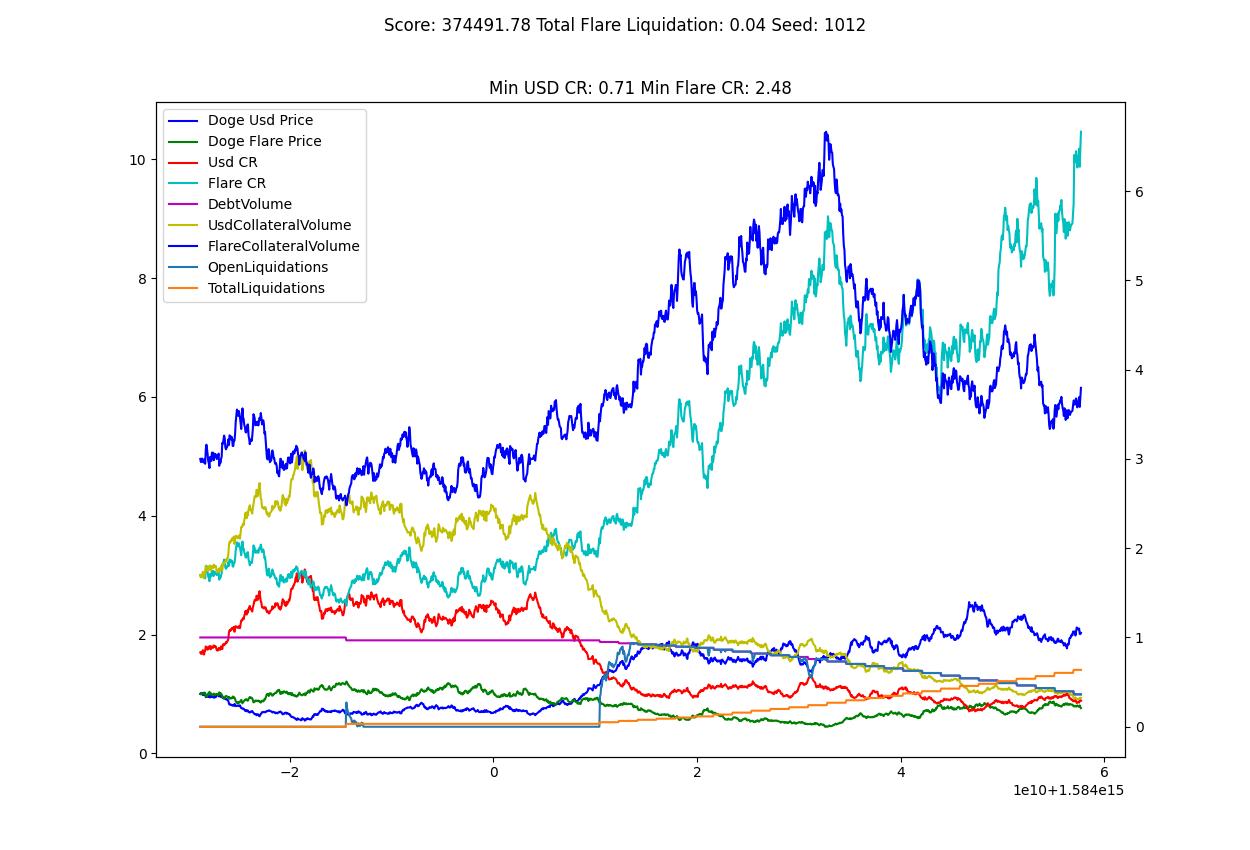 Score: 374491.78 Total Flare Liquidation: 0.04 Seed: 1012
Min USD CR: 0.71 Min Flare CR: 2.48
Doge Usd Price
Doge Flare Price
Usd CR
Flare CR
DebtVolume
UsdCollateralVolume
FlareCollateralVolume
OpenLiquidations
TotalLiquidations
10
8
6
4
2
0
6
5
4
3
2
1
0
−2
0
2
4
6
1e10+1.584e15